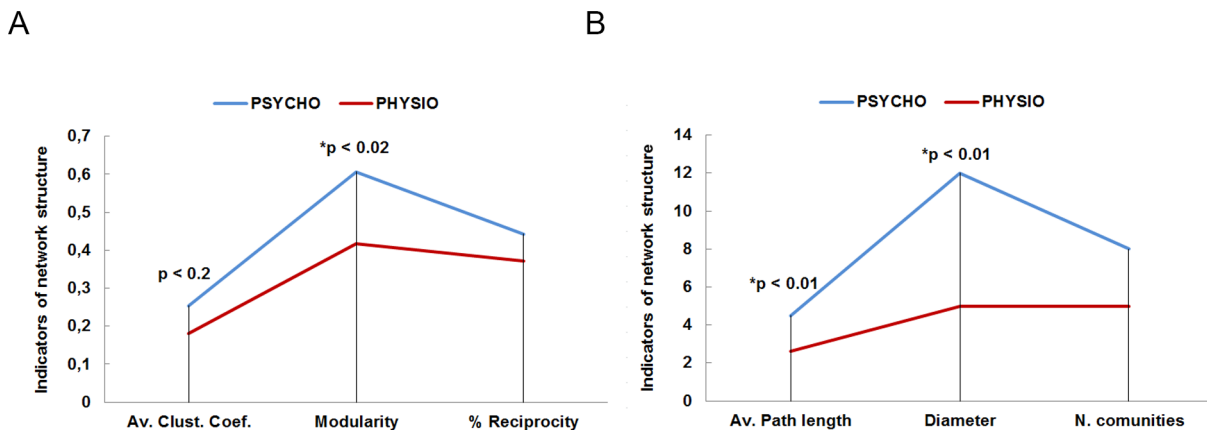 A
PSYCHO PHYSIO
Indicators of network structure
0,7
0,6
0,5
0,4
0,3
0,2
0,1
0
p < 0.2
*p < 0.02
Av. Clust. Coef. Modularity % Reciprocity
B
PSYCHO PHYSIO
Indicators of network structure
14
12
10
8
6
4
2
0
*p < 0.01
*p < 0.01
Av. Path length Diameter N. comunities